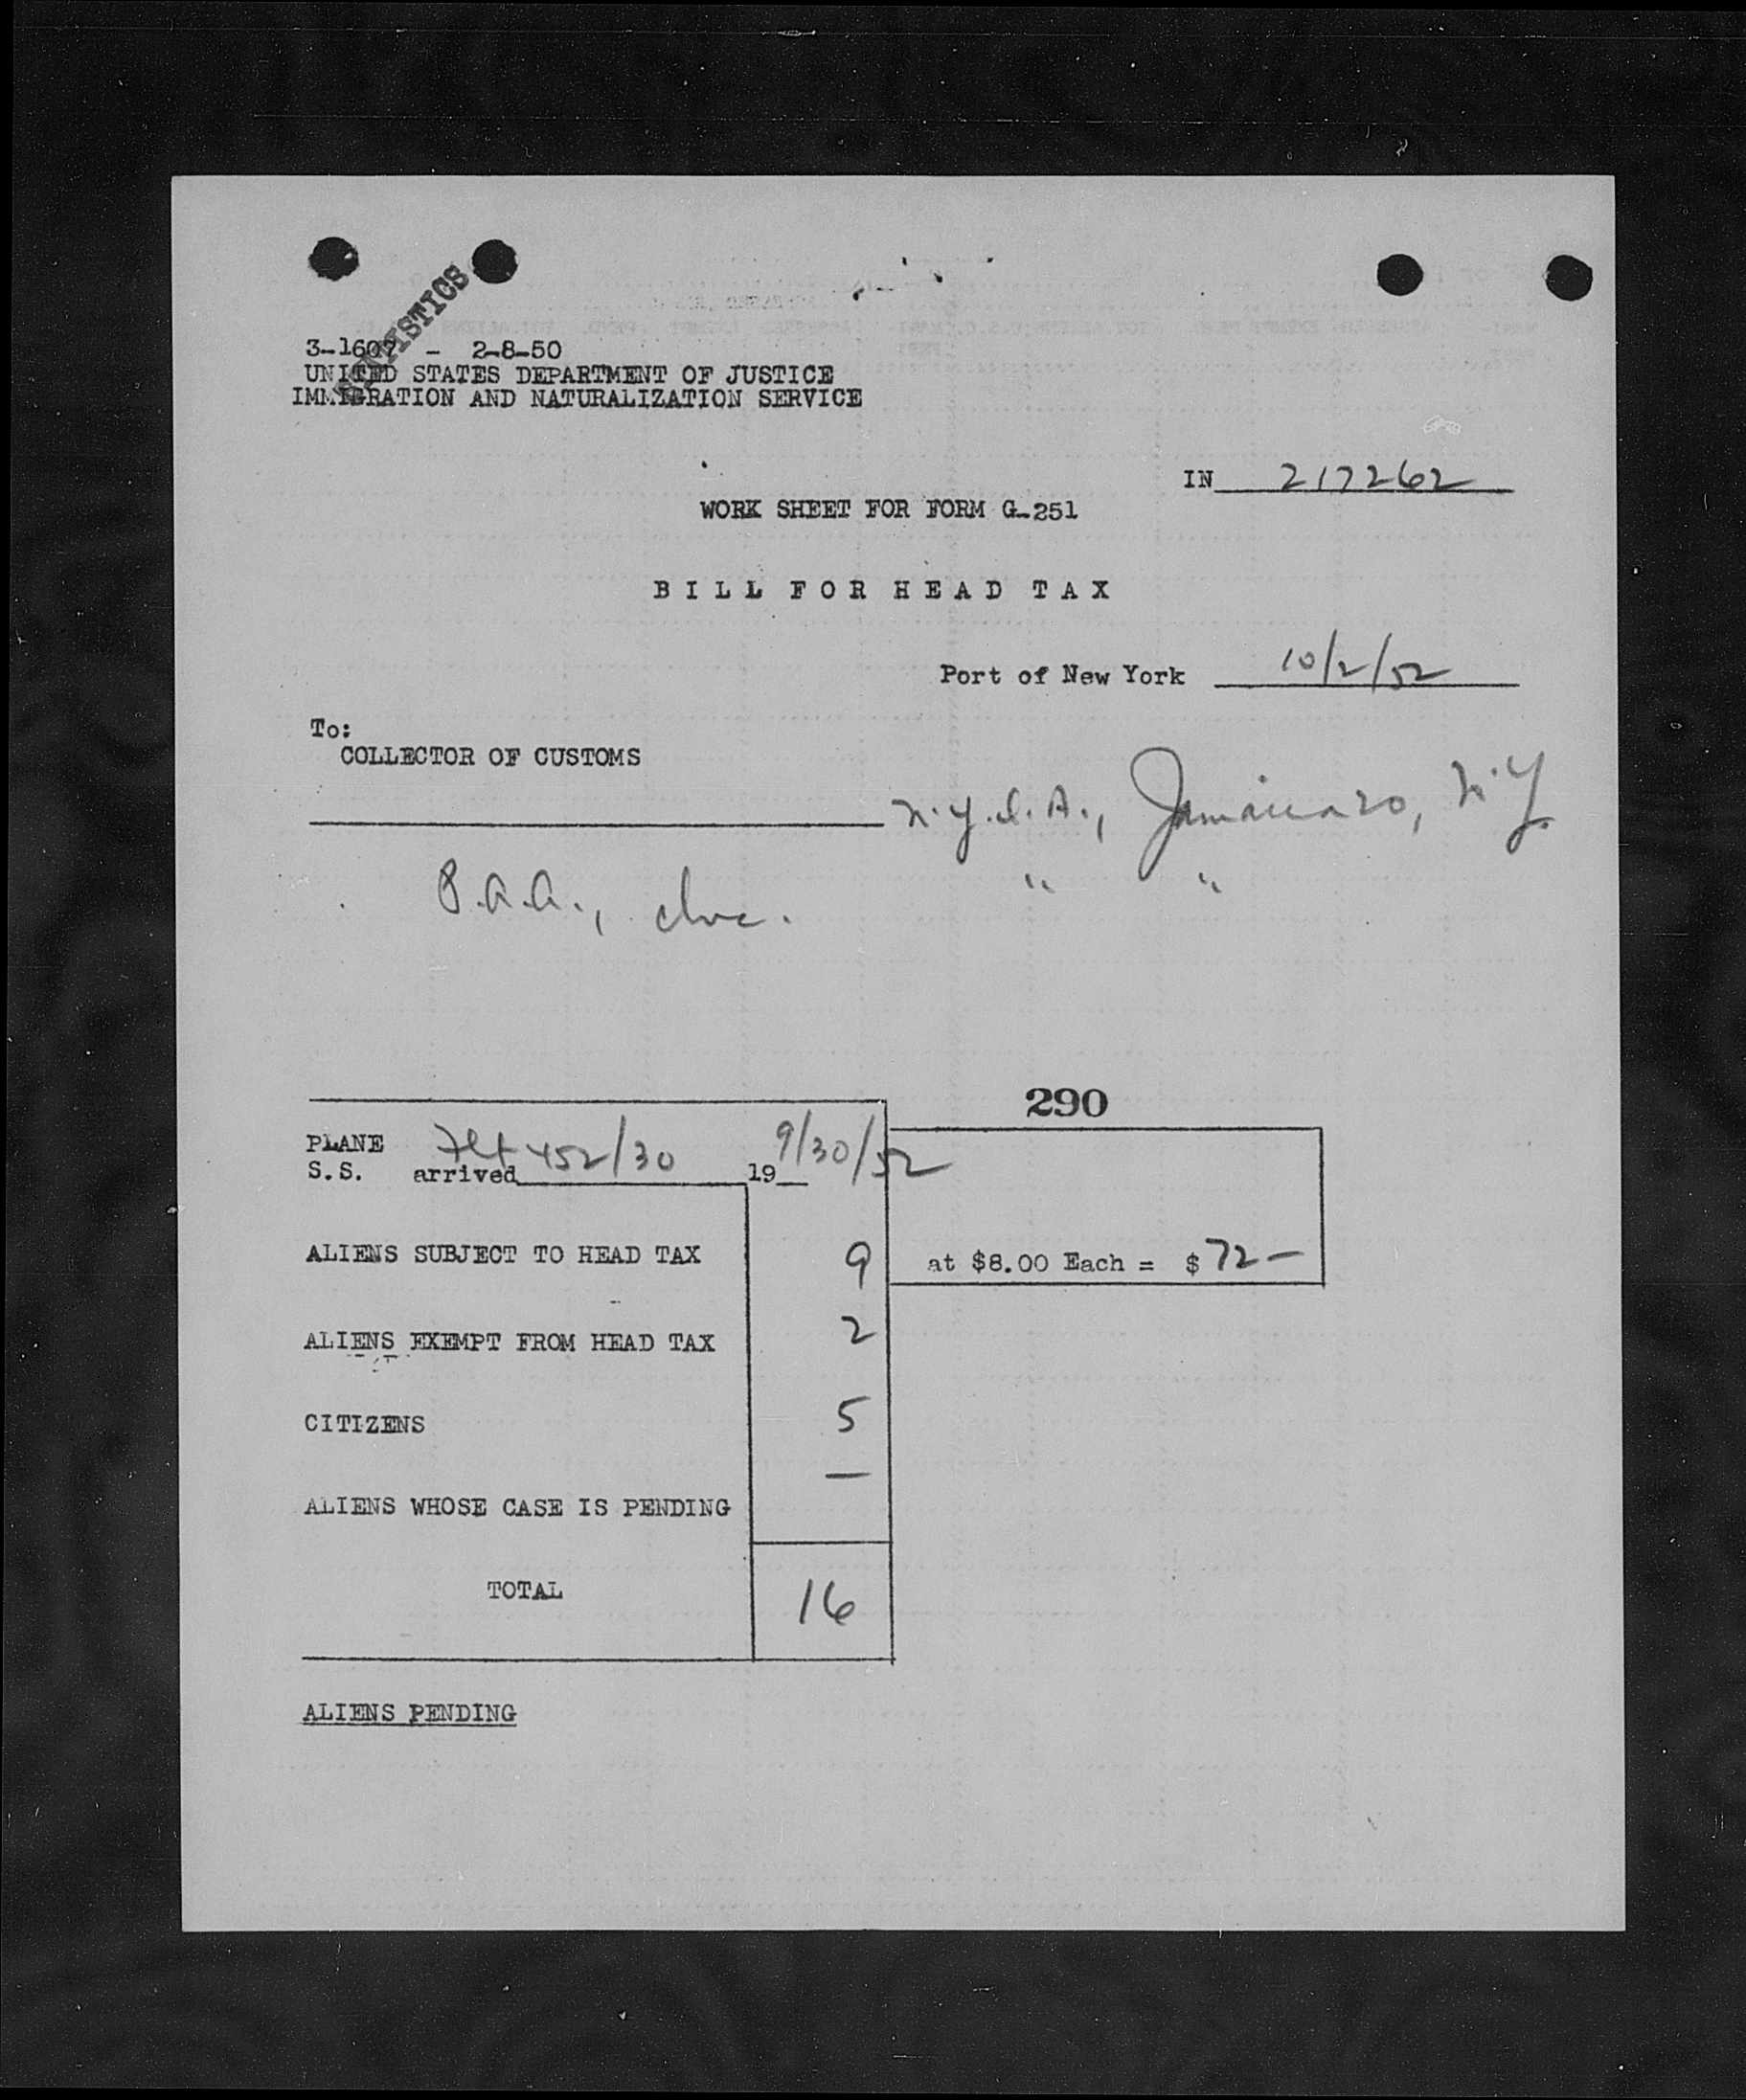 STATISTICS
3-1607 - 2-8-50
UNITED STATES DEPARTMENT OF JUSTICE
IMMIGRATION AND NATURALIZATION SERVICE
IN 217262
WORK SHEET FOR FORM G-251
BILL FOR HEAD TAX
Port of New York 10/2/52
To:
COLLECTOR OF CUSTOMS
N.Y.I.A., Jamaica 30, N.Y.
P.A.A., Inc. " "
290
PLANE Flt 452/30 9/30/52
S.S. arrived 19
ALIENS SUBJECT TO HEAD TAX 9 at $8.00 Each = $ 72 —
ALIENS EXEMPT FROM HEAD TAX 2
CITIZENS 5
ALIENS WHOSE CASE IS PENDING —
TOTAL 16
ALIENS PENDING